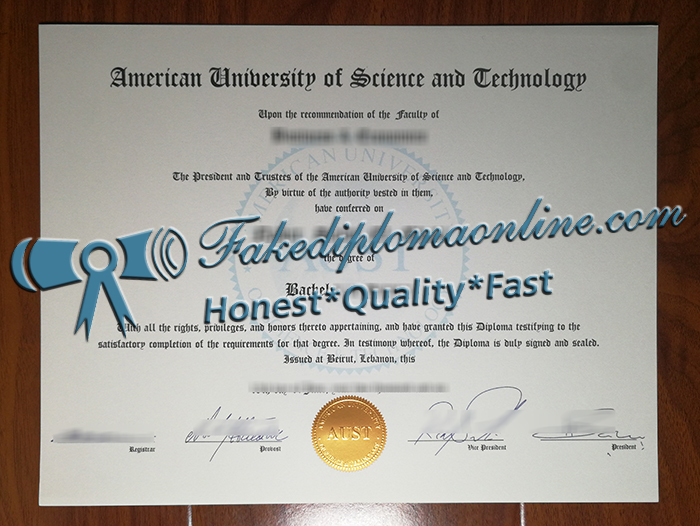 American University of Science and Technology
Upon the recommendation of the Faculty of
The President and Trustees of the American University of Science and Technology,
By virtue of the authority vested in them,
have conferred on
Fakediplomaonline.com
the degree of
Honest*Quality*Fast
With all the rights, privileges, and honors thereto appertaining, and have granted this Diploma testifying to the
satisfactory completion of the requirements for that degree. In testimony whereof, the Diploma is duly signed and sealed.
Issued at Beirut, Lebanon, this
AUST
Registrar
Provost
Vice President
President